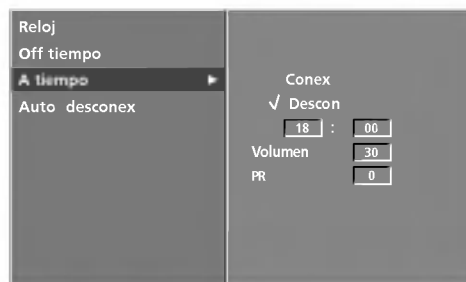 Reloj
Off tiempo
A tiempo
Auto desconex
Conex
√ Descon
18 : 00
Volumen 30
PR 0